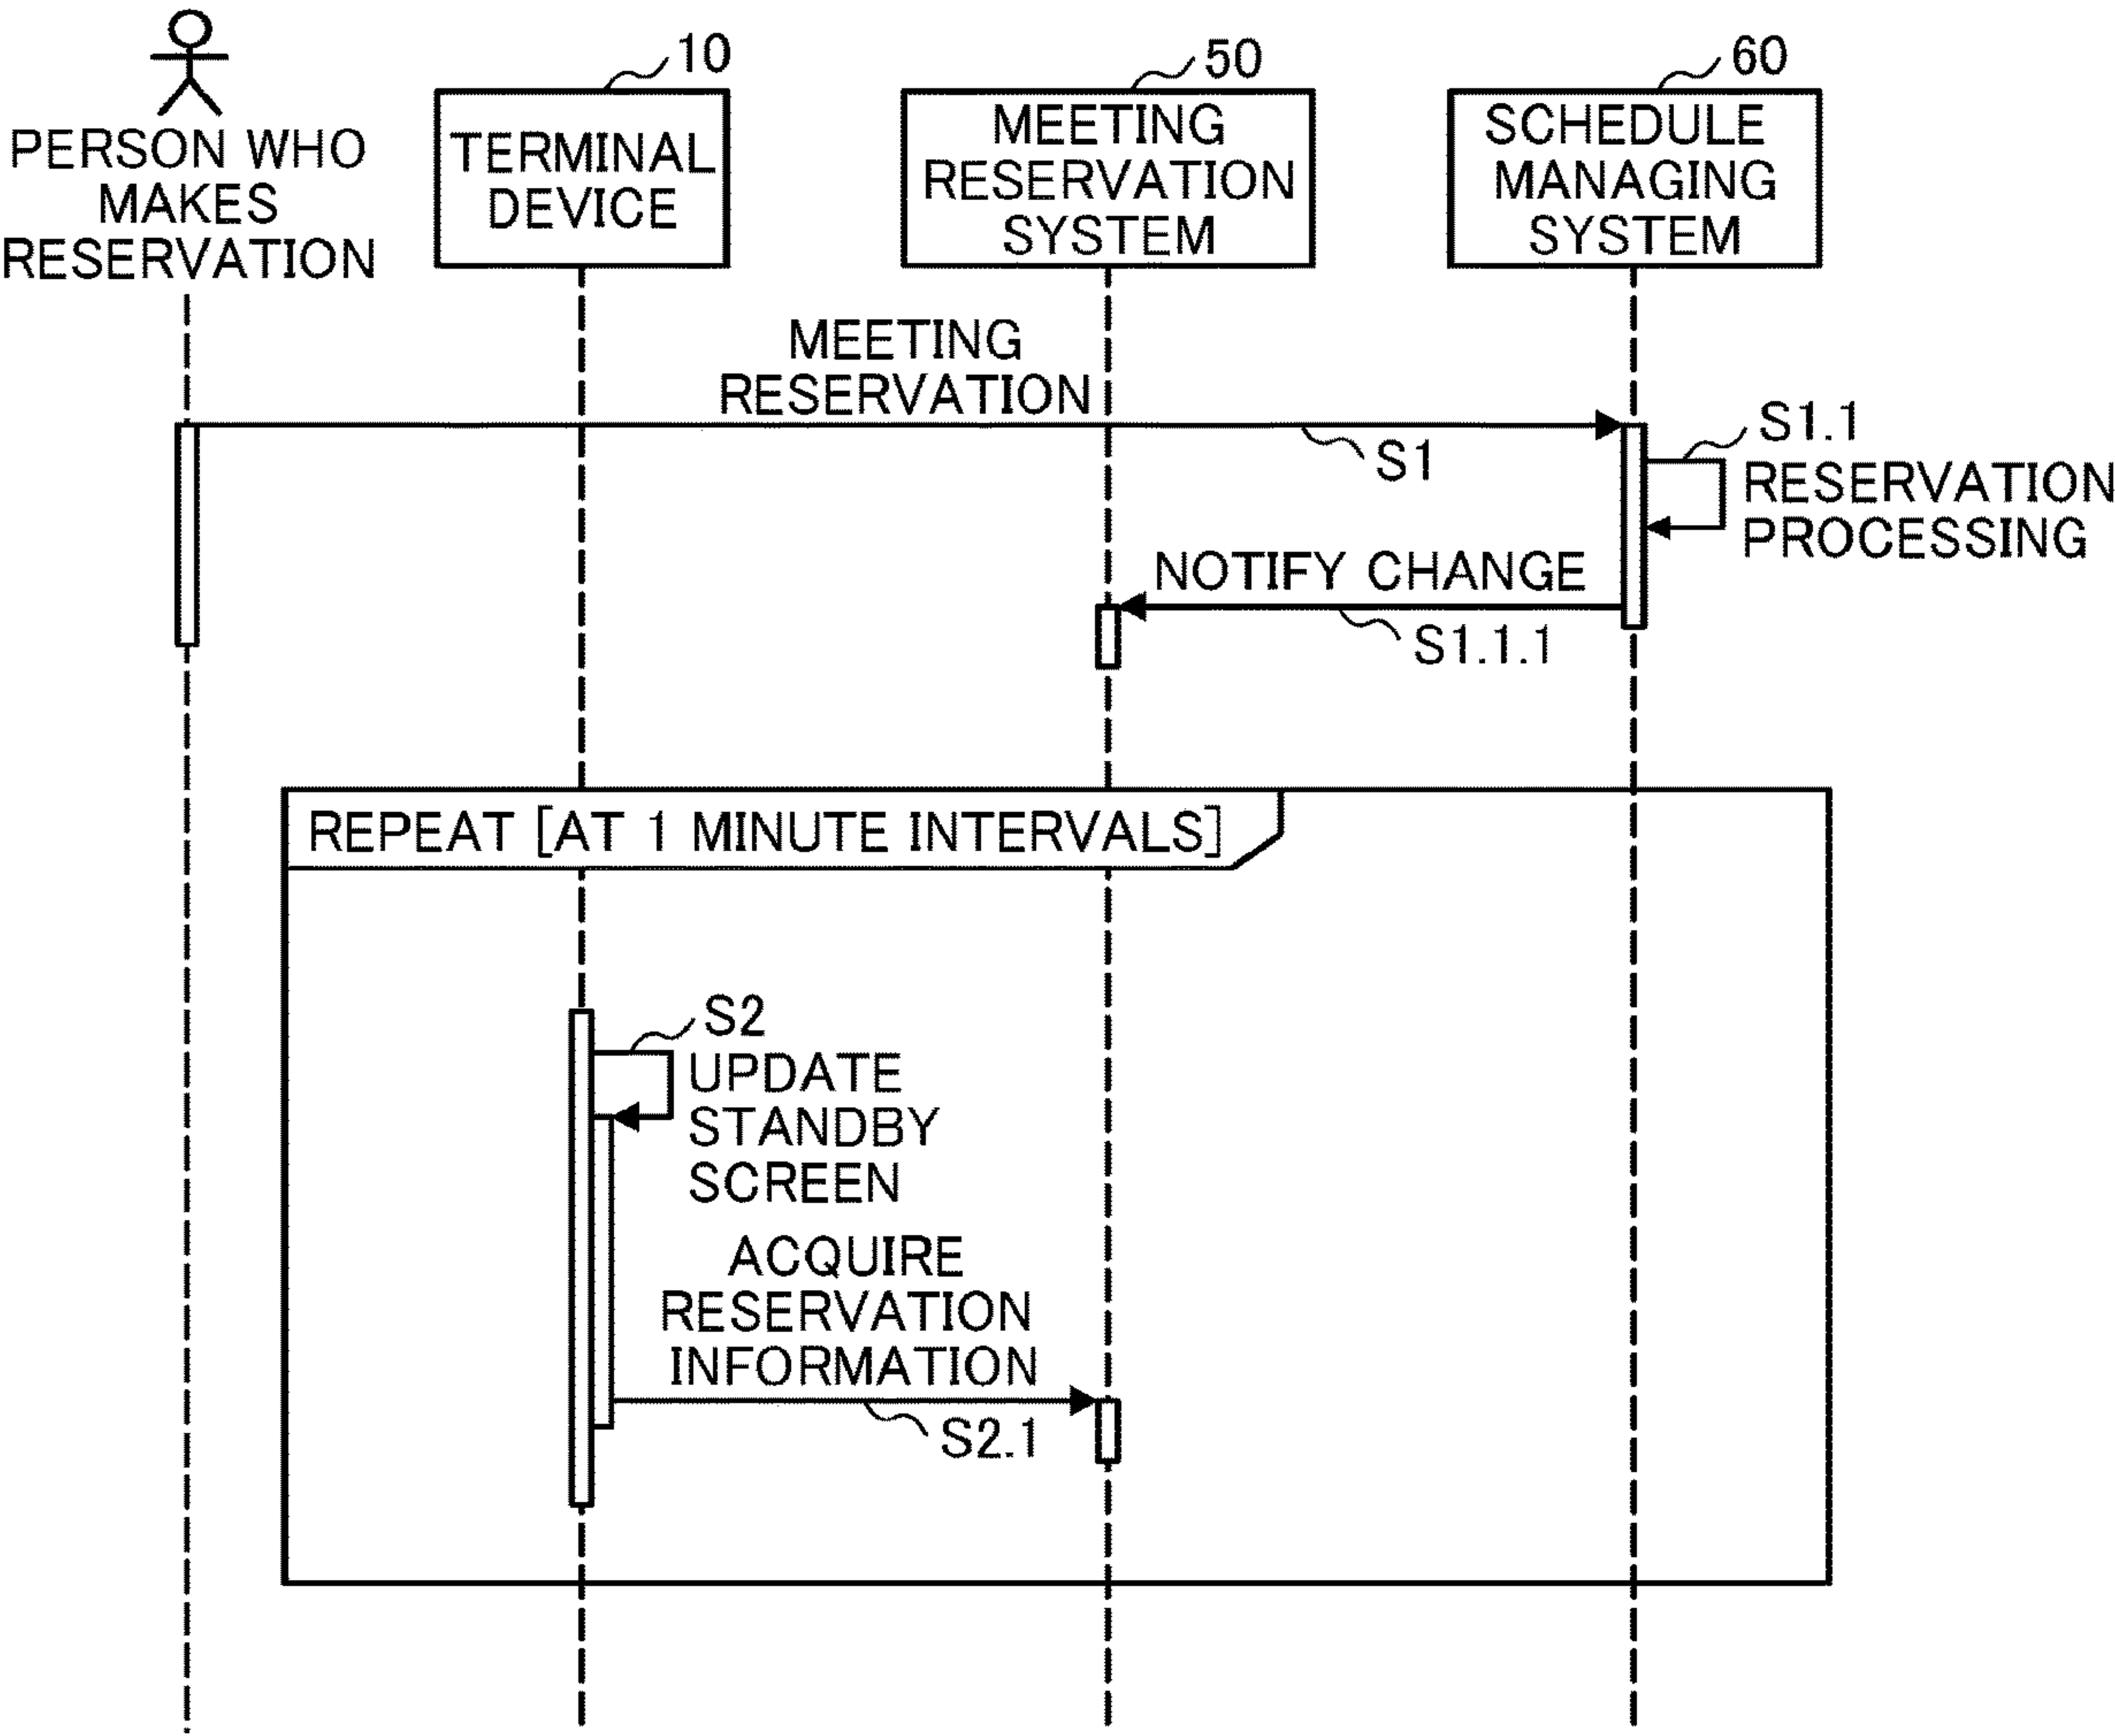 PERSON WHO
MAKES
RESERVATION
10
TERMINAL
DEVICE
50
MEETING
RESERVATION
SYSTEM
60
SCHEDULE
MANAGING
SYSTEM
MEETING
RESERVATION
S1
S1.1
RESERVATION
PROCESSING
NOTIFY CHANGE
S1.1.1
REPEAT [AT 1 MINUTE INTERVALS]
S2
UPDATE
STANDBY
SCREEN
ACQUIRE
RESERVATION
INFORMATION
S2.1